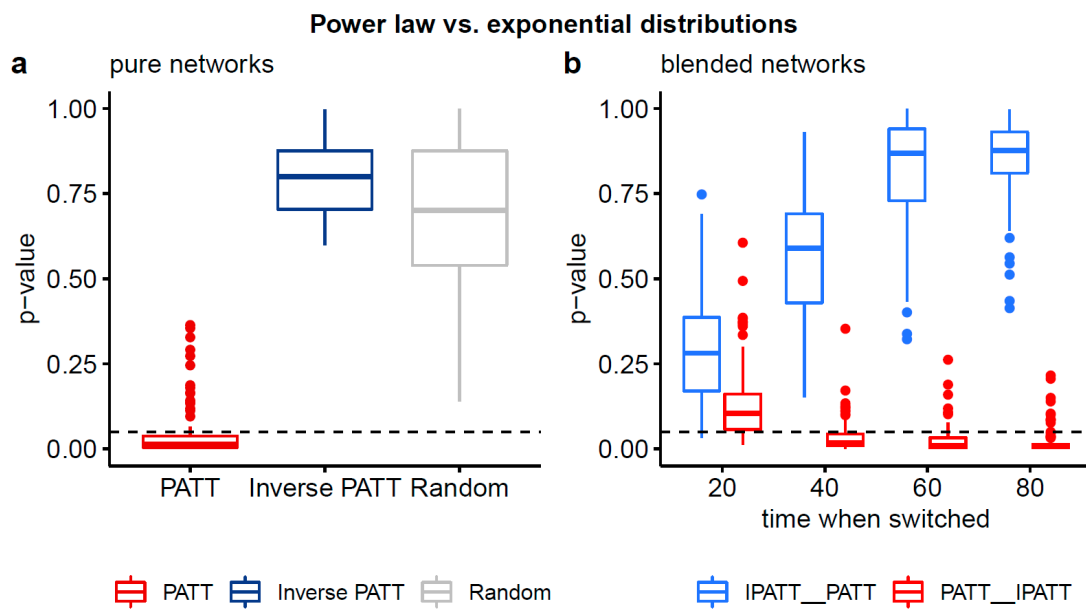 Power law vs. exponential distributions
a pure networks
1.00
0.75
0.50
0.25
0.00
p−value
PATT Inverse PATT Random
PATT Inverse PATT Random
b blended networks
1.00
0.75
0.50
0.25
0.00
p−value
20 40 60 80
time when switched
IPATT__PATT PATT__IPATT